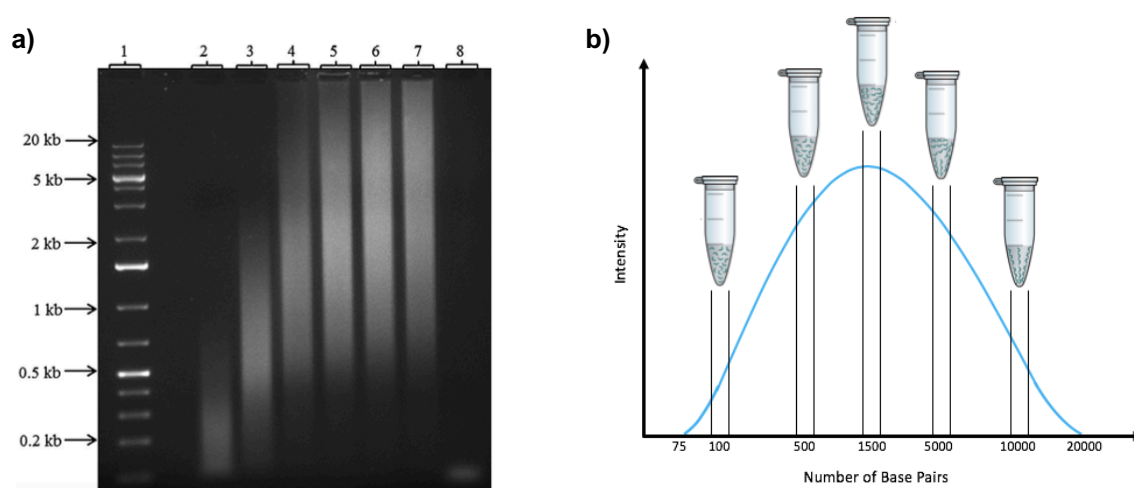 a)
1 2 3 4 5 6 7 8
20 kb
5 kb
2 kb
1 kb
0.5 kb
0.2 kb
b)
Intensity
75 100 500 1500 5000 10000 20000
Number of Base Pairs